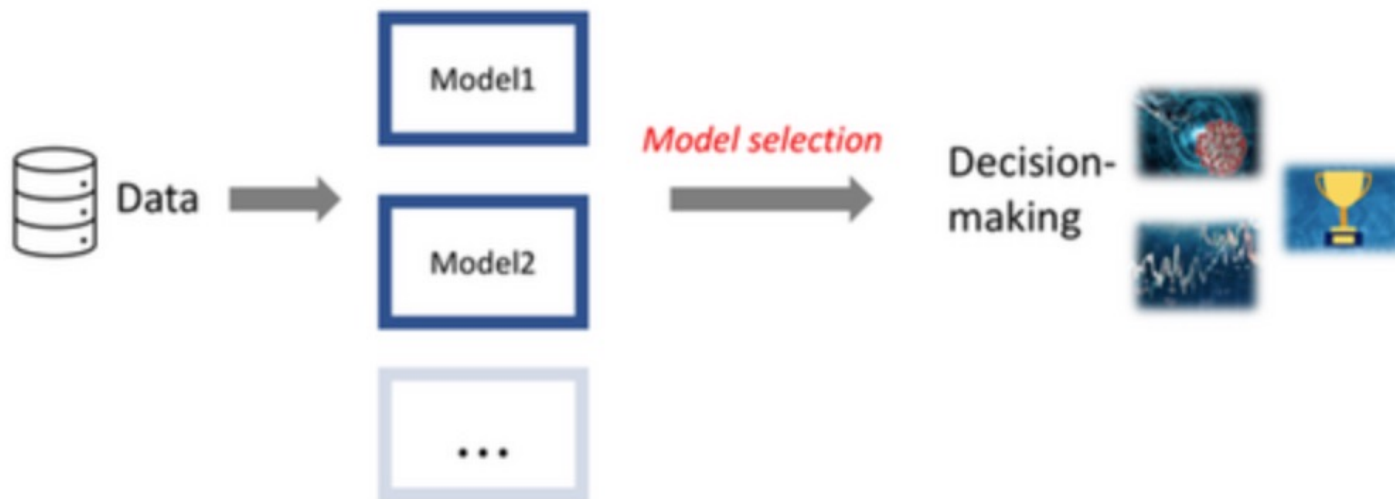 Data
Model1
Model2
...
Model selection
Decision-
making